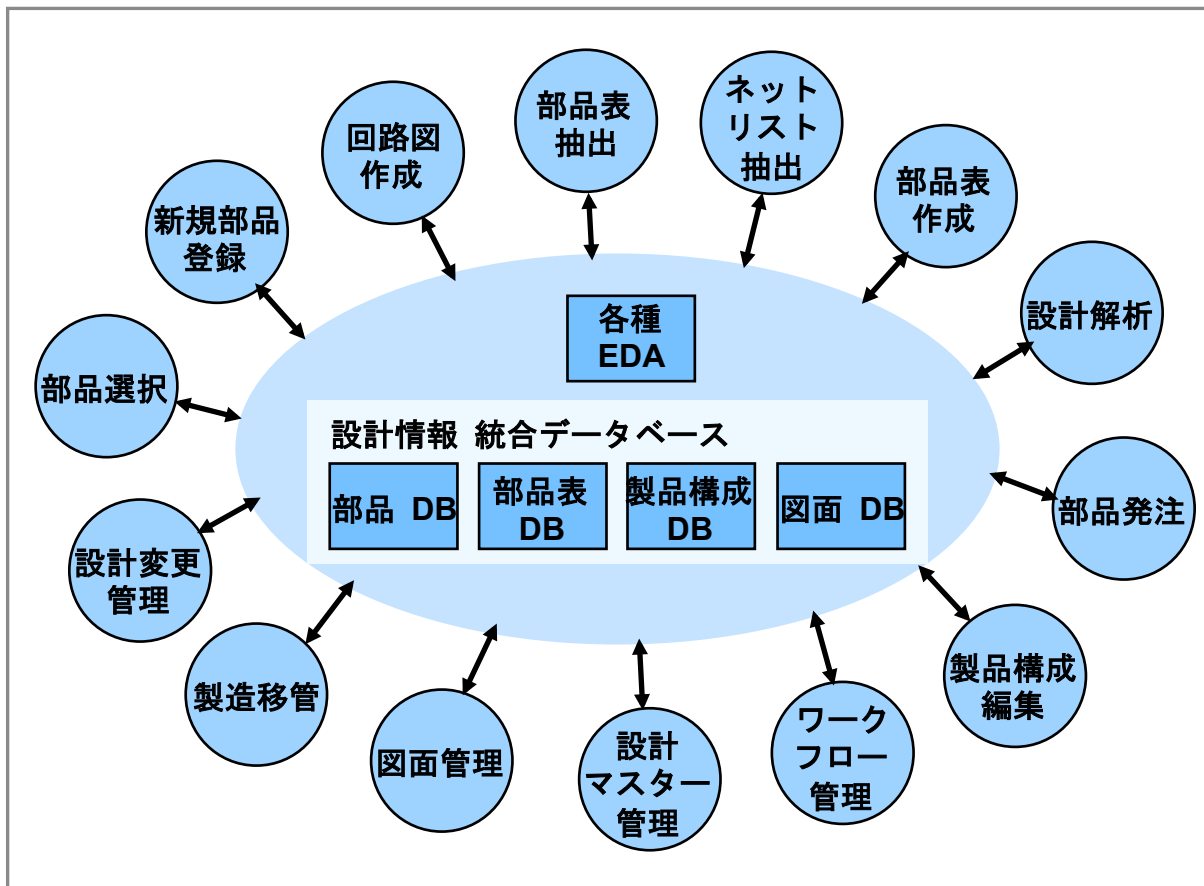 ネット
リスト
抽出
部品表
抽出
回路図
作成
部品表
作成
新規部品
登録
設計解析
各種
EDA
部品選択
設計情報 統合データベース
部品 DB
部品表
DB
製品構成
DB
図面 DB
部品発注
設計変更
管理
製造移管
製品構成
編集
図面管理
設計
マスター
管理
ワーク
フロー
管理